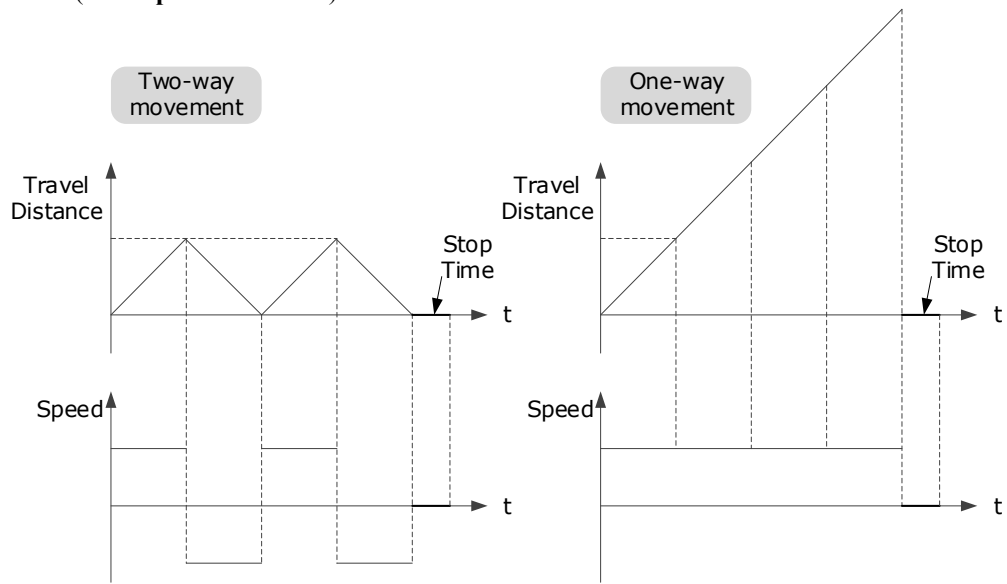 Two-way
movement
One-way
movement
Travel
Distance
Stop
Time
t
Travel
Distance
Stop
Time
t
Speed
t
Speed
t